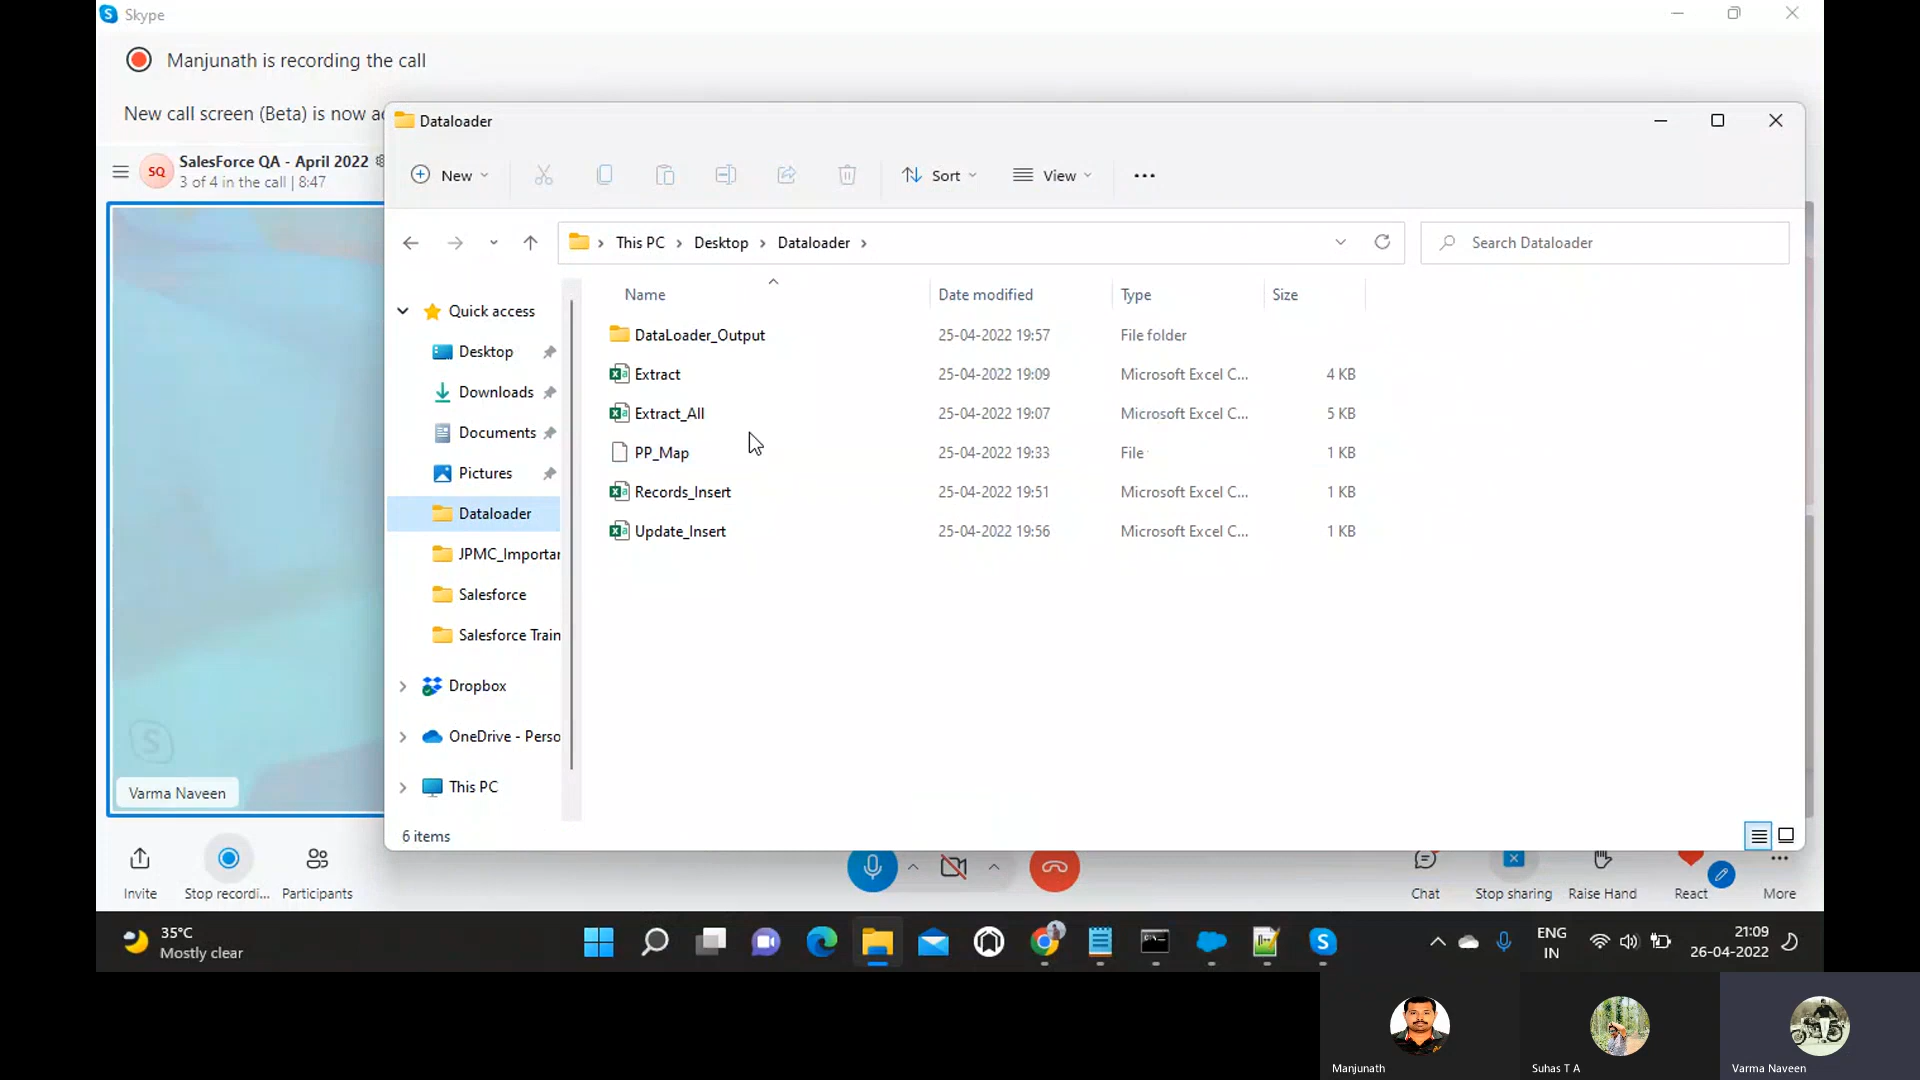 Skype
Manjunath is recording the call
New call screen (Beta) is now a
SQ
SalesForce QA - April 2022
3 of 4 in the call | 8:47
Dataloader
New
Sort
View
This PC
Desktop
Dataloader
Search Dataloader
Name
Date modified
Type
Size
Quick access
Desktop
Downloads
Documents
Pictures
Dataloader
JPMC_Importar
Salesforce
Salesforce Train
Dropbox
OneDrive - Perso
This PC
DataLoader_Output 25-04-2022 19:57 File folder
Extract 25-04-2022 19:09 Microsoft Excel C... 4 KB
Extract_All 25-04-2022 19:07 Microsoft Excel C... 5 KB
PP_Map 25-04-2022 19:33 File 1 KB
Records_Insert 25-04-2022 19:51 Microsoft Excel C... 1 KB
Update_Insert 25-04-2022 19:56 Microsoft Excel C... 1 KB
6 items
Varma Naveen
Invite
Stop recordi...
Participants
Chat
Stop sharing
Raise Hand
React
More
35°C
Mostly clear
ENG
IN
21:09
26-04-2022
Manjunath
Suhas T A
Varma Naveen